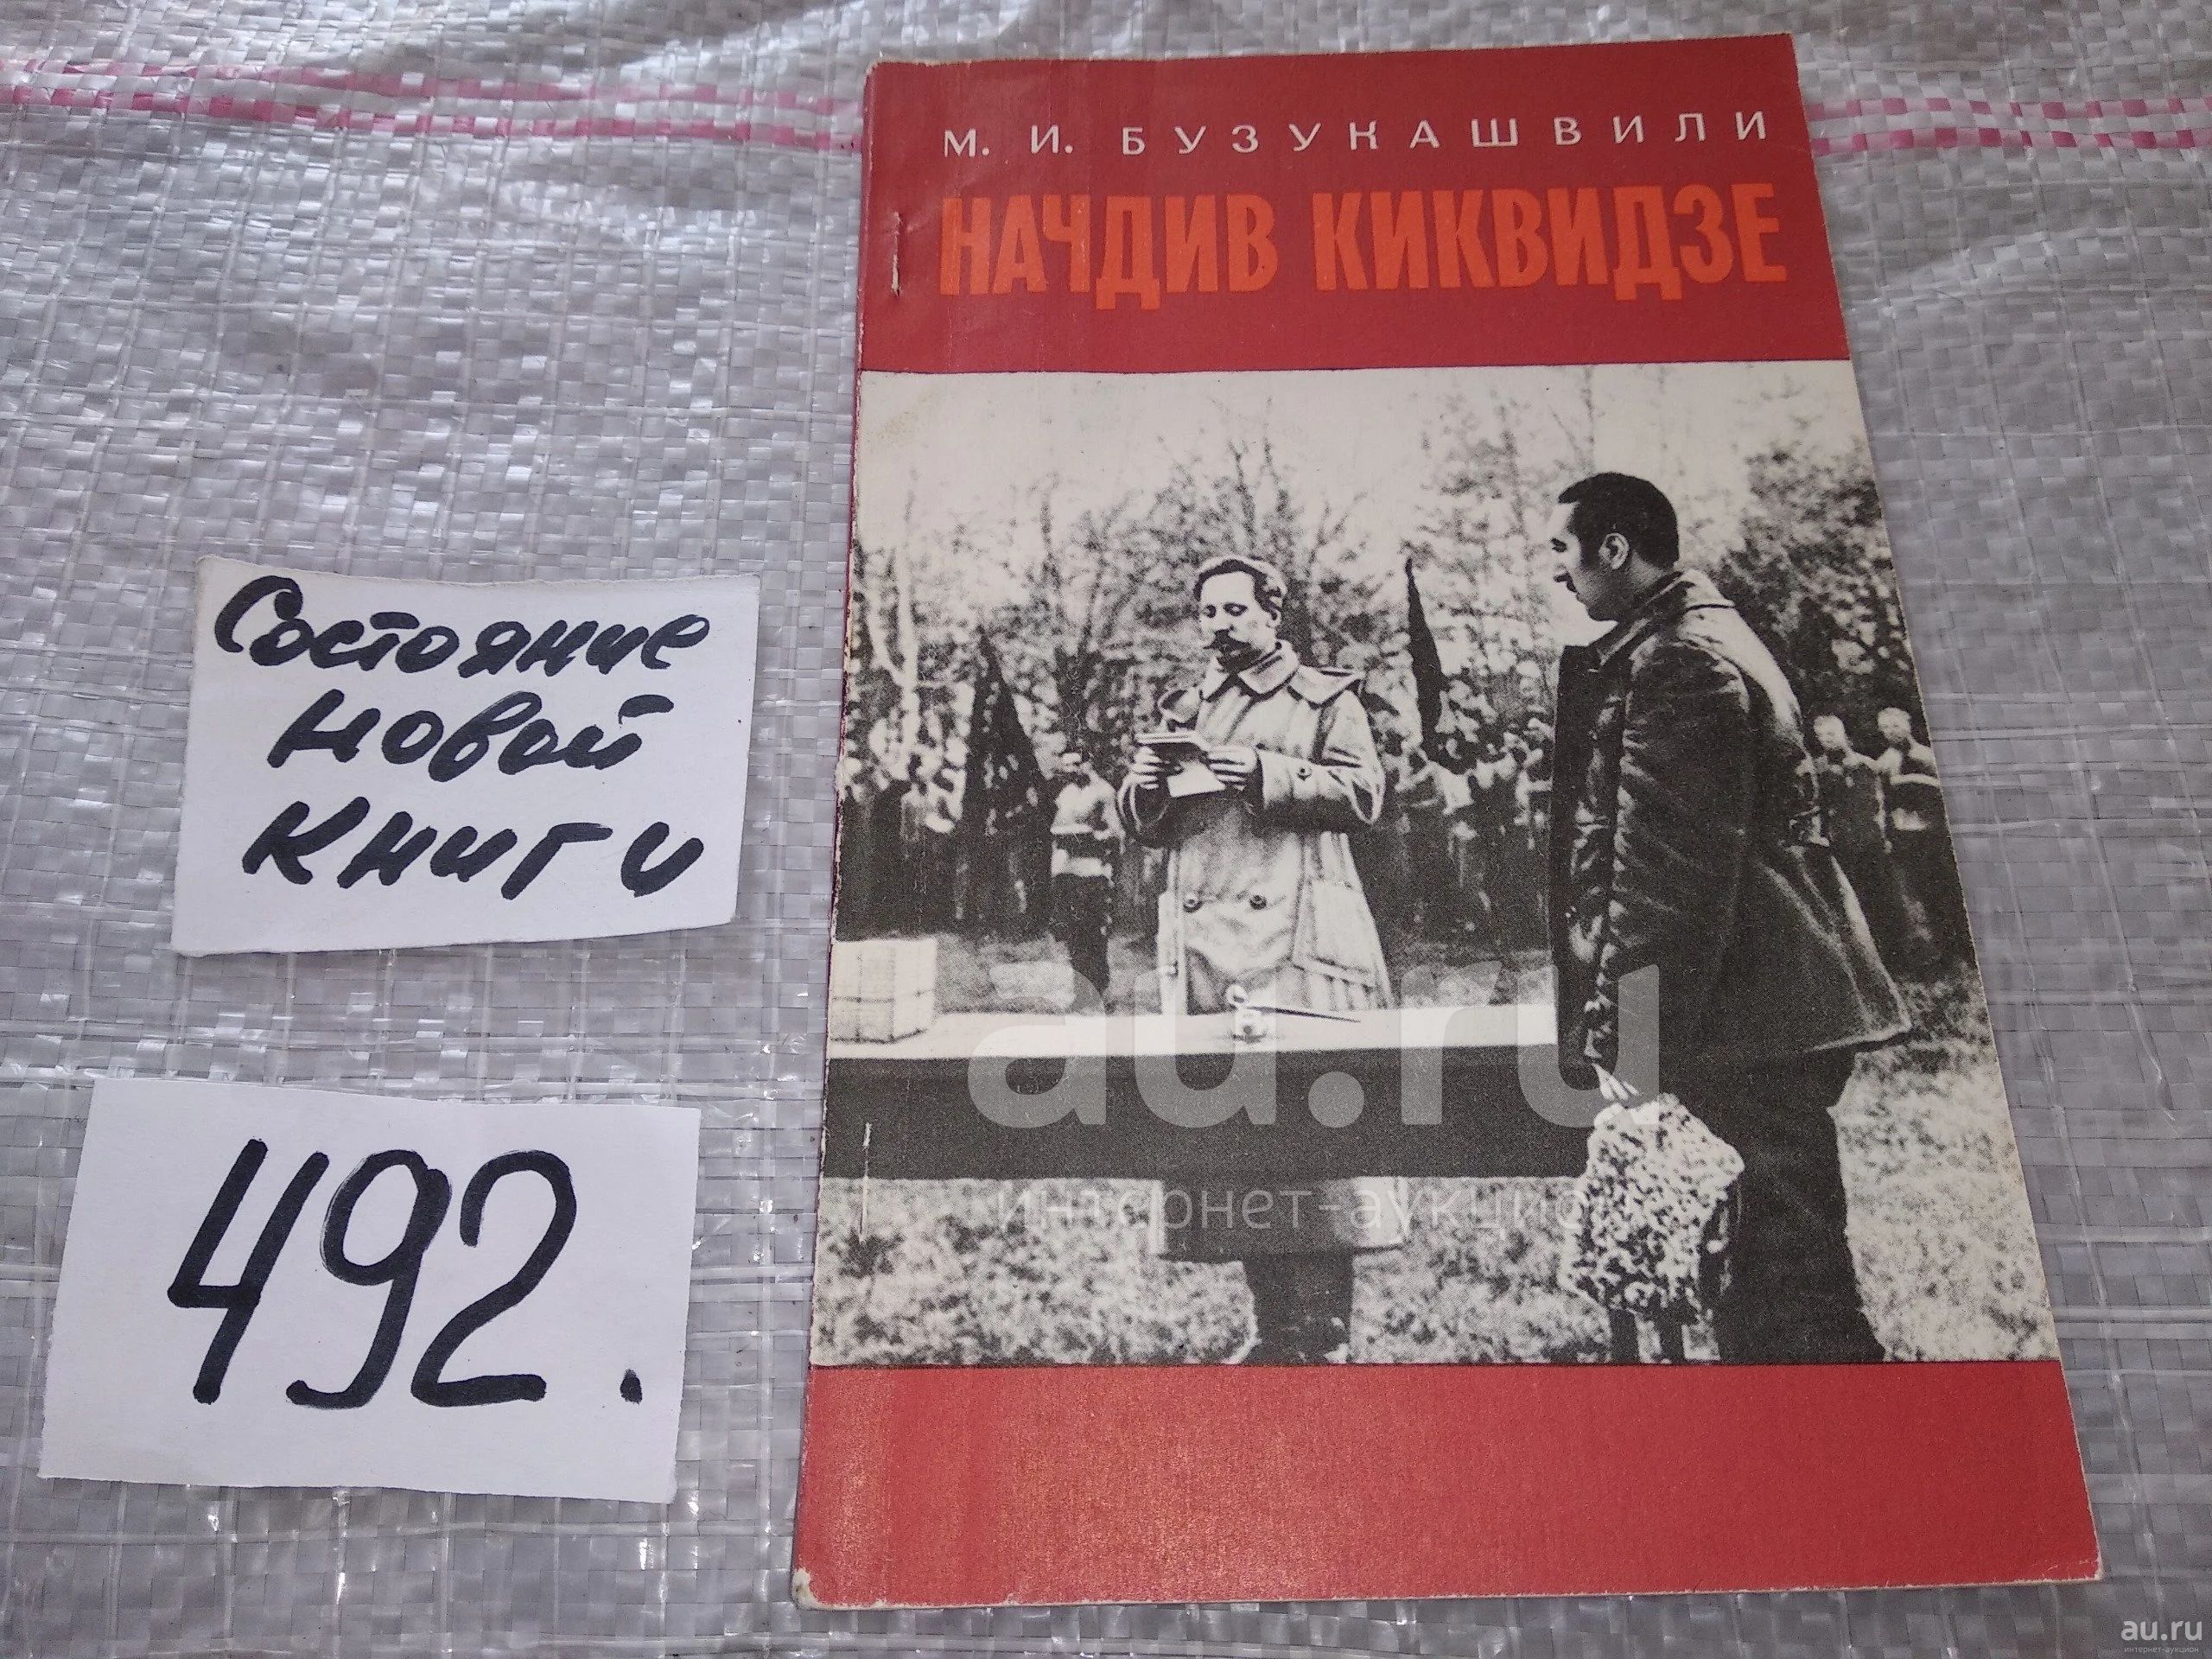 М. И. БУЗУКАШВИЛИ
НАЧДИВ КИКВИДЗЕ
Состояние
новой
книги
492.
au.ru
интернет-аукцион
au.ru
интернет-аукцион